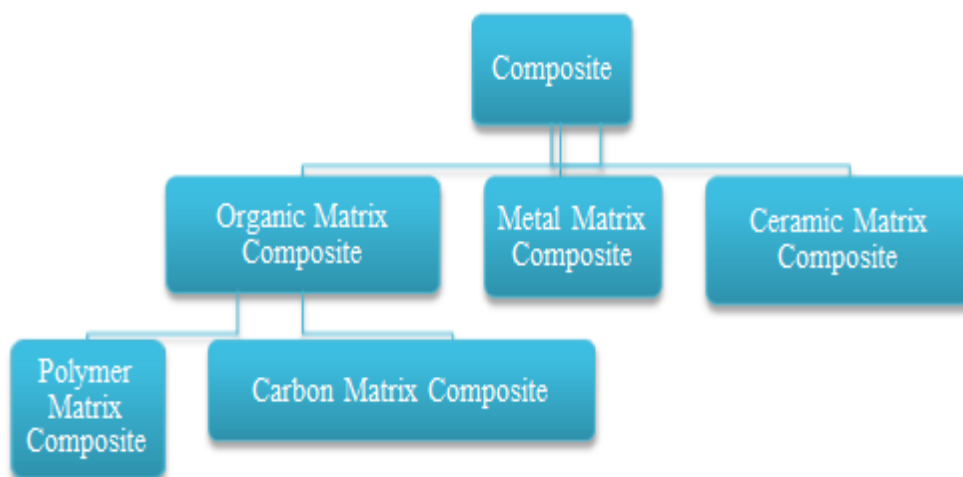 Composite
Organic Matrix
Composite
Metal Matrix
Composite
Ceramic Matrix
Composite
Polymer
Matrix
Composite
Carbon Matrix Composite